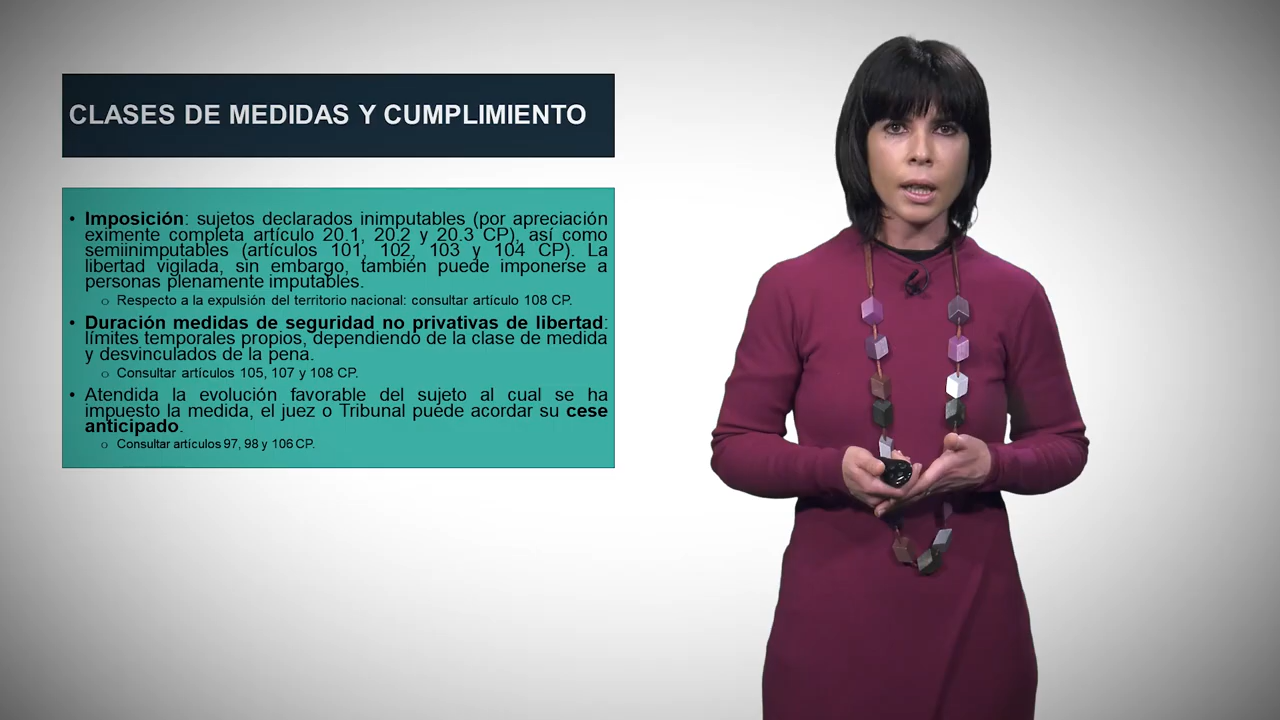 CLASES DE MEDIDAS Y CUMPLIMIENTO
• Imposición: sujetos declarados inimputables (por apreciación
eximente completa artículo 20.1, 20.2 y 20.3 CP), así como
semiinimputables (artículos 101, 102, 103 y 104 CP). La
libertad vigilada, sin embargo, también puede imponerse a
personas plenamente imputables.
o Respecto a la expulsión del territorio nacional: consultar artículo 108 CP.
• Duración medidas de seguridad no privativas de libertad:
límites temporales propios, dependiendo de la clase de medida
y desvinculados de la pena.
o Consultar artículos 105, 107 y 108 CP.
• Atendida la evolución favorable del sujeto al cual se ha
impuesto la medida, el juez o Tribunal puede acordar su cese
anticipado.
o Consultar artículos 97, 98 y 106 CP.